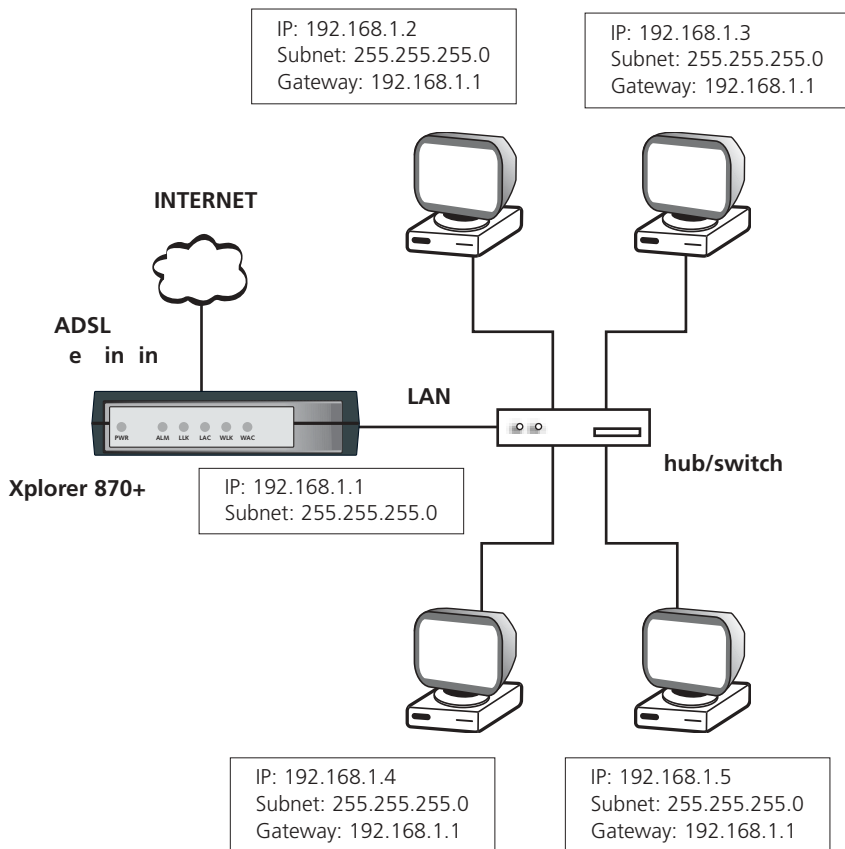 IP: 192.168.1.2
Subnet: 255.255.255.0
Gateway: 192.168.1.1
IP: 192.168.1.3
Subnet: 255.255.255.0
Gateway: 192.168.1.1
INTERNET
ADSL
e in in
LAN
PWR ALM LLK LAC WLK WAC
hub/switch
Xplorer 870+
IP: 192.168.1.1
Subnet: 255.255.255.0
IP: 192.168.1.4
Subnet: 255.255.255.0
Gateway: 192.168.1.1
IP: 192.168.1.5
Subnet: 255.255.255.0
Gateway: 192.168.1.1